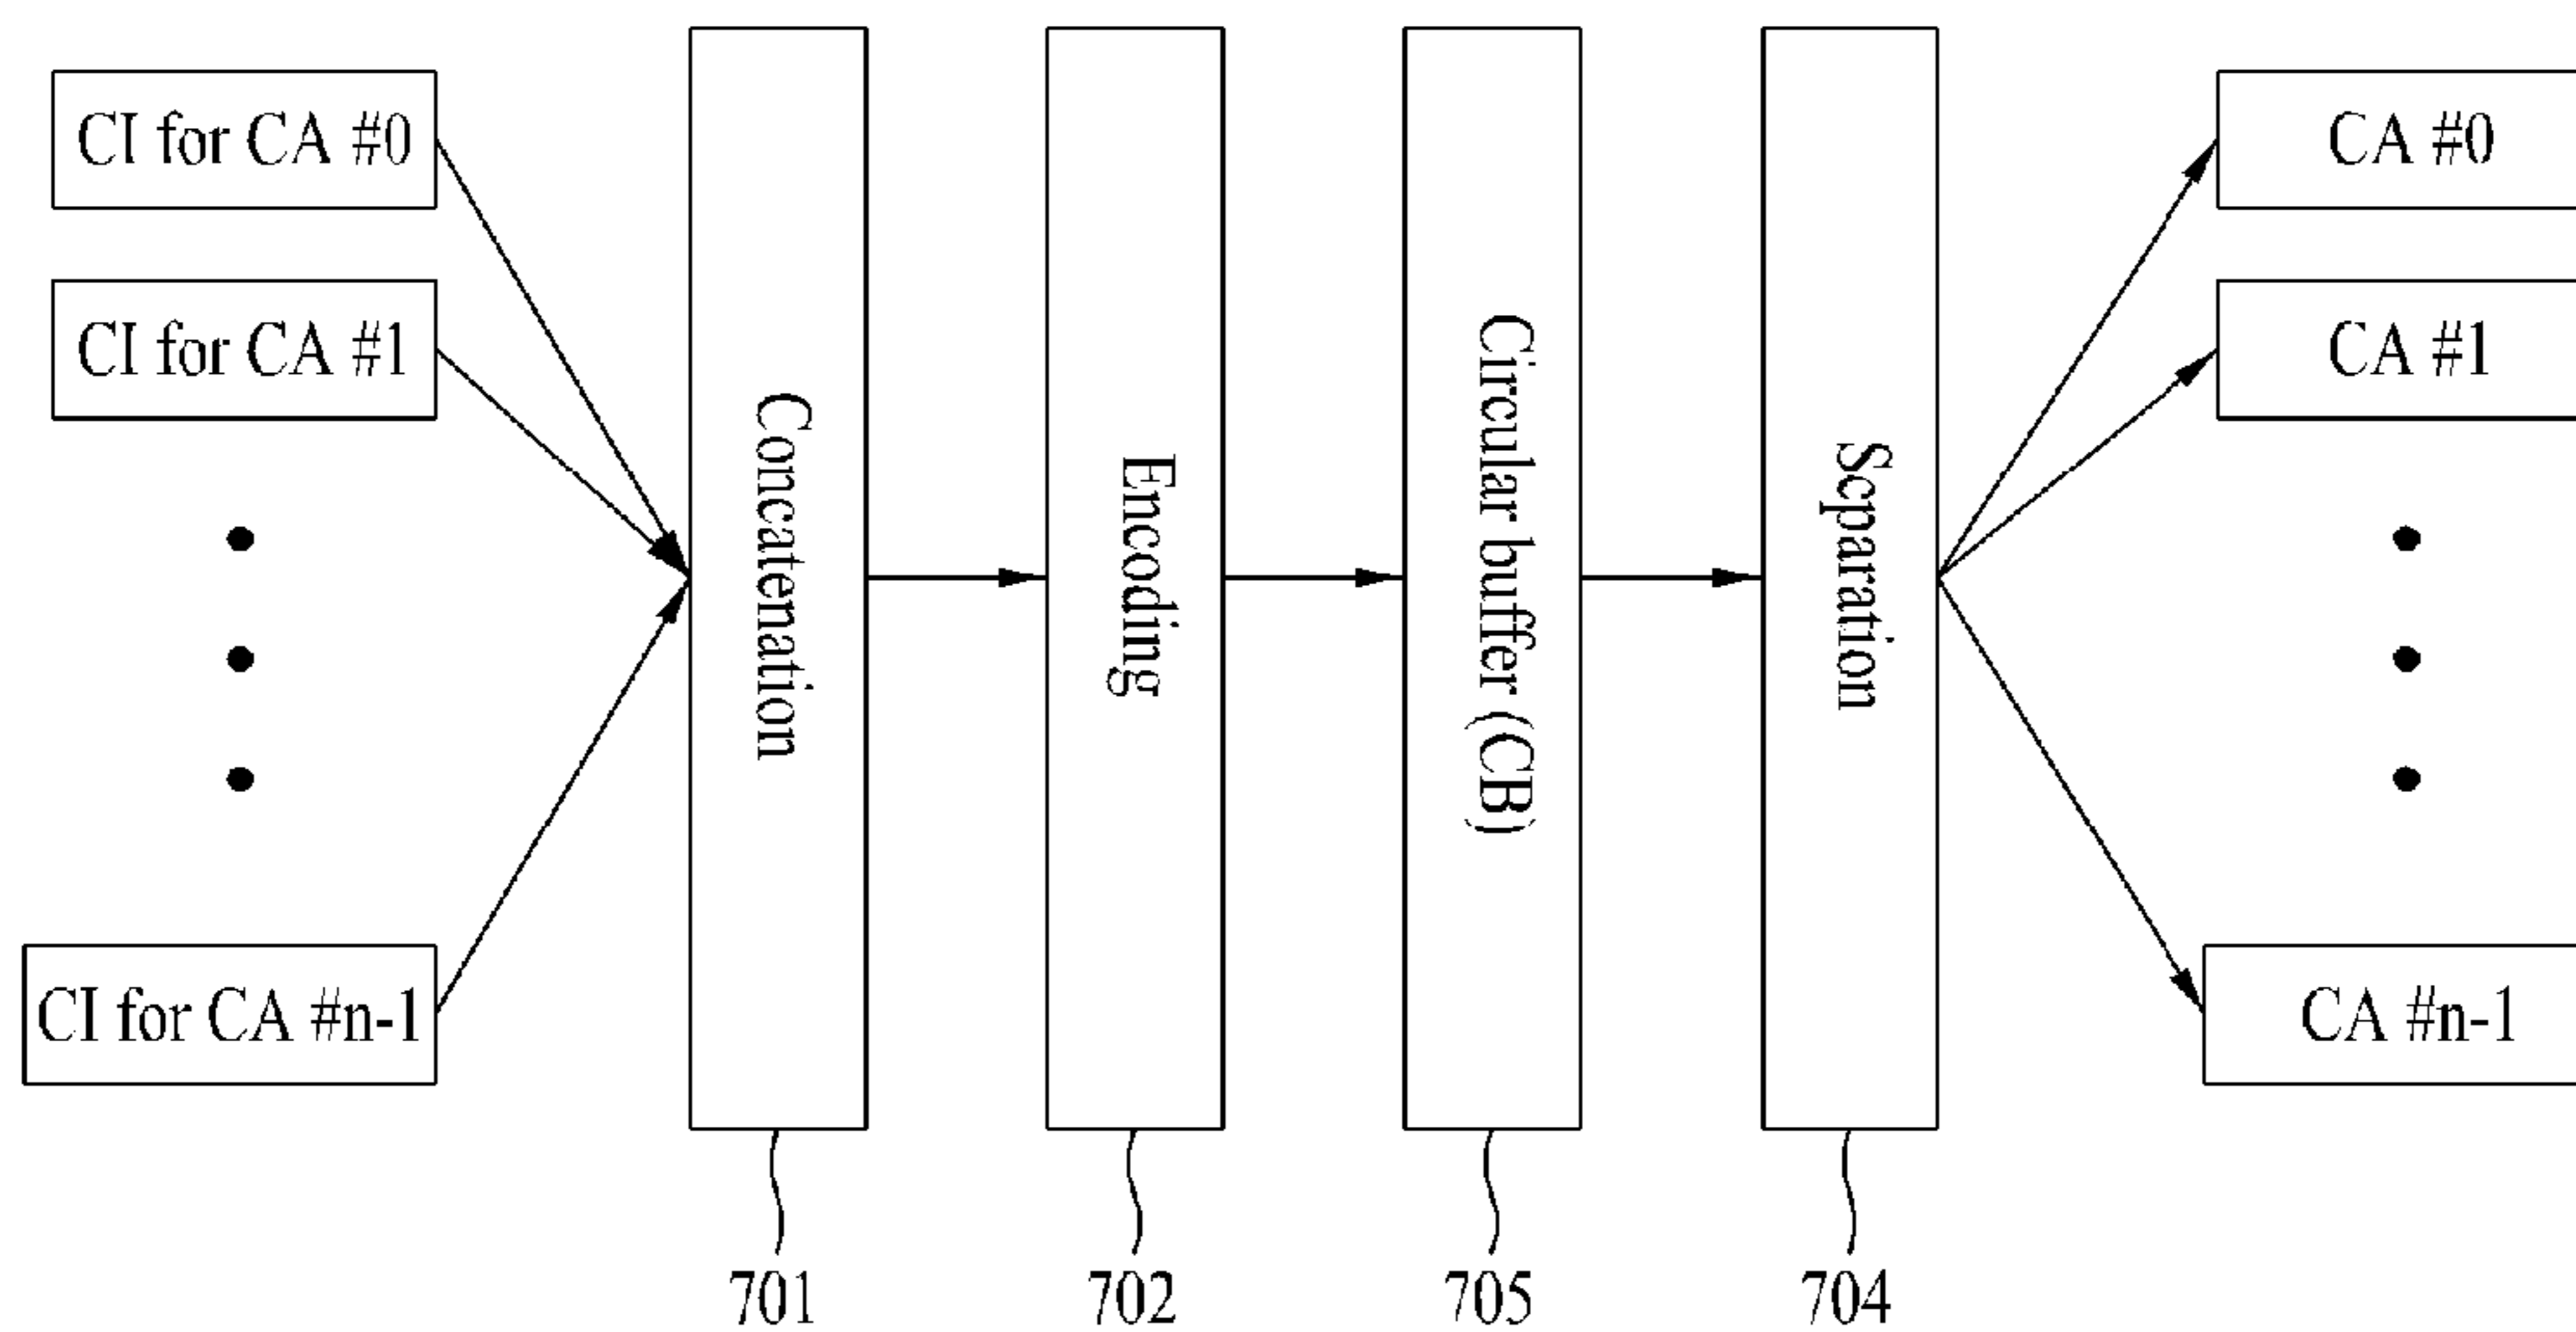 CI for CA #0
CI for CA #1
CI for CA #n-1
Concatenation
Encoding
Circular buffer (CB)
Separation
CA #0
CA #1
CA #n-1
701
702
705
704